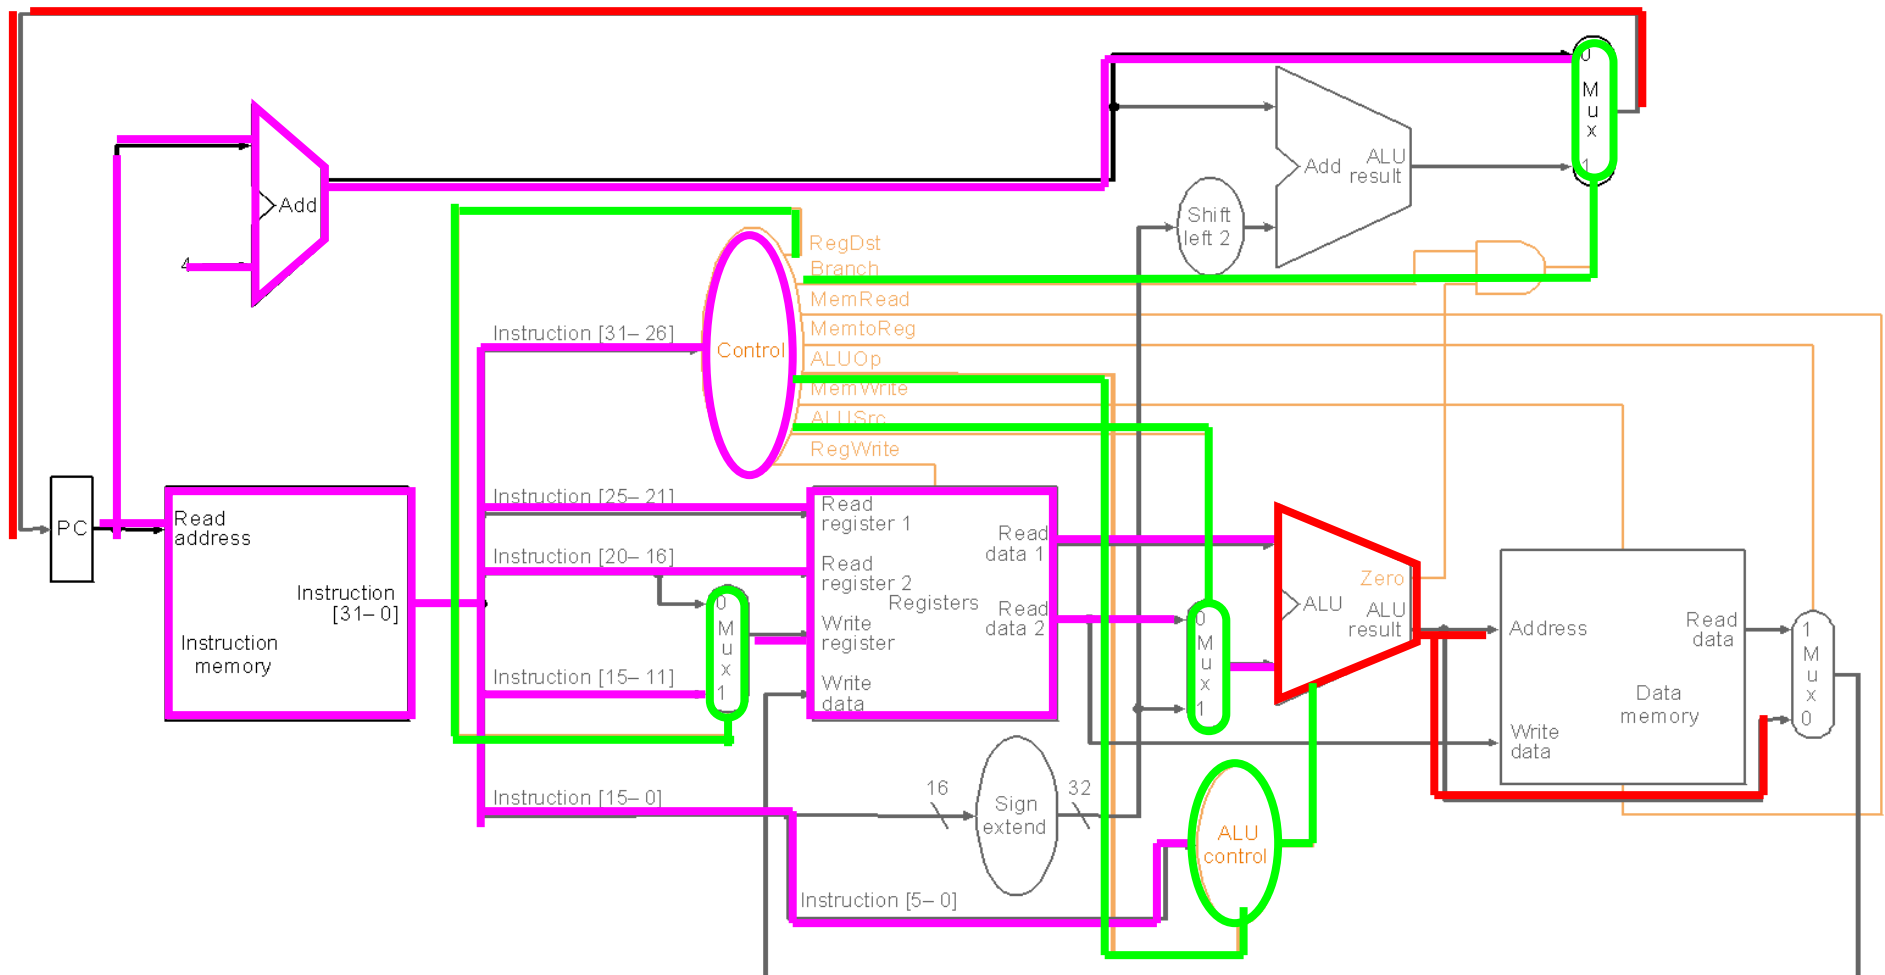 0
M
u
x
1
Add
ALU
result
Add
Shift
left 2
4
RegDst
Branch
MemRead
MemtoReg
ALUOp
MemWrite
ALUSrc
RegWrite
Control
Instruction [31– 26]
Instruction [25– 21]
Instruction [20– 16]
Instruction [15– 11]
Instruction [15– 0]
Instruction [5– 0]
PC
Read
address
Instruction
[31– 0]
Instruction
memory
0
M
u
x
1
Read
register 1
Read
register 2
Registers
Write
register
Write
data
Read
data 1
Read
data 2
0
M
u
x
1
Zero
ALU
ALU
result
Address
Read
data
Data
memory
Write
data
1
M
u
x
0
16
Sign
extend
32
ALU
control